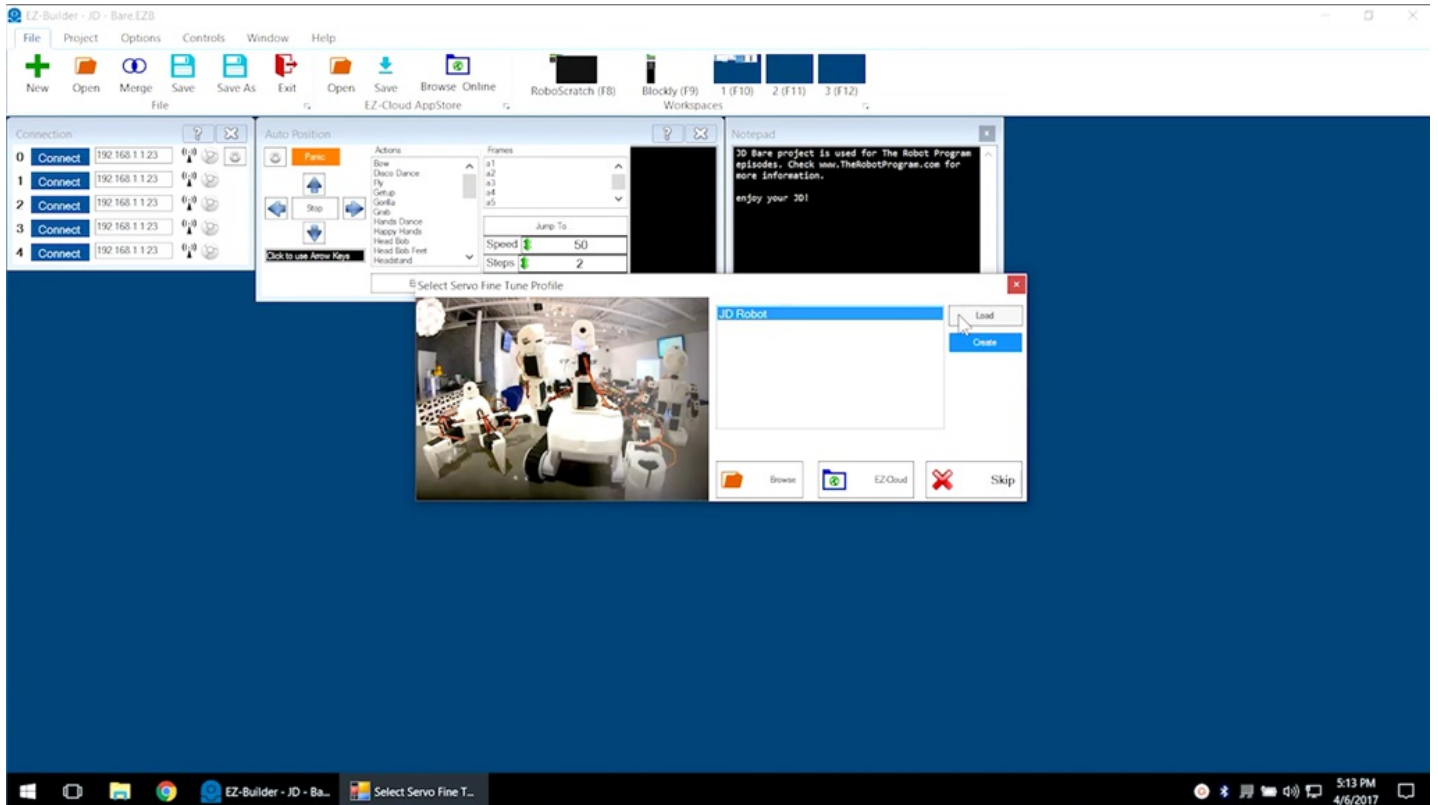 EZ-Builder - JD - Bare.EZB
File Project Options Controls Window Help
New Open Merge Save Save As Exit Open Save Browse Online RoboScratch (F8) Blockly (F9) 1 (F10) 2 (F11) 3 (F12)
File EZ-Cloud AppStore Workspaces
Connection
0 Connect 192.168.1.1:23
1 Connect 192.168.1.1:23
2 Connect 192.168.1.1:23
3 Connect 192.168.1.1:23
4 Connect 192.168.1.1:23
Auto Position
Panic
Stop
Click to use Arrow Keys
Actions
Bow
Disco Dance
Fly
Getup
Gorilla
Grab
Hands Dance
Happy Hands
Head Bob
Head Bob Feet
Headstand
Frames
a1
a2
a3
a4
a5
Jump To...
Speed 50
Steps 2
Notepad
JD Bare project is used for The Robot Program
episodes. Check www.TheRobotProgram.com for
more information.
enjoy your JD!
Select Servo Fine Tune Profile
JD Robot
Load
Create
Browse EZ-Cloud Skip
EZ-Builder - JD - Ba... Select Servo Fine T...
5:13 PM
4/6/2017